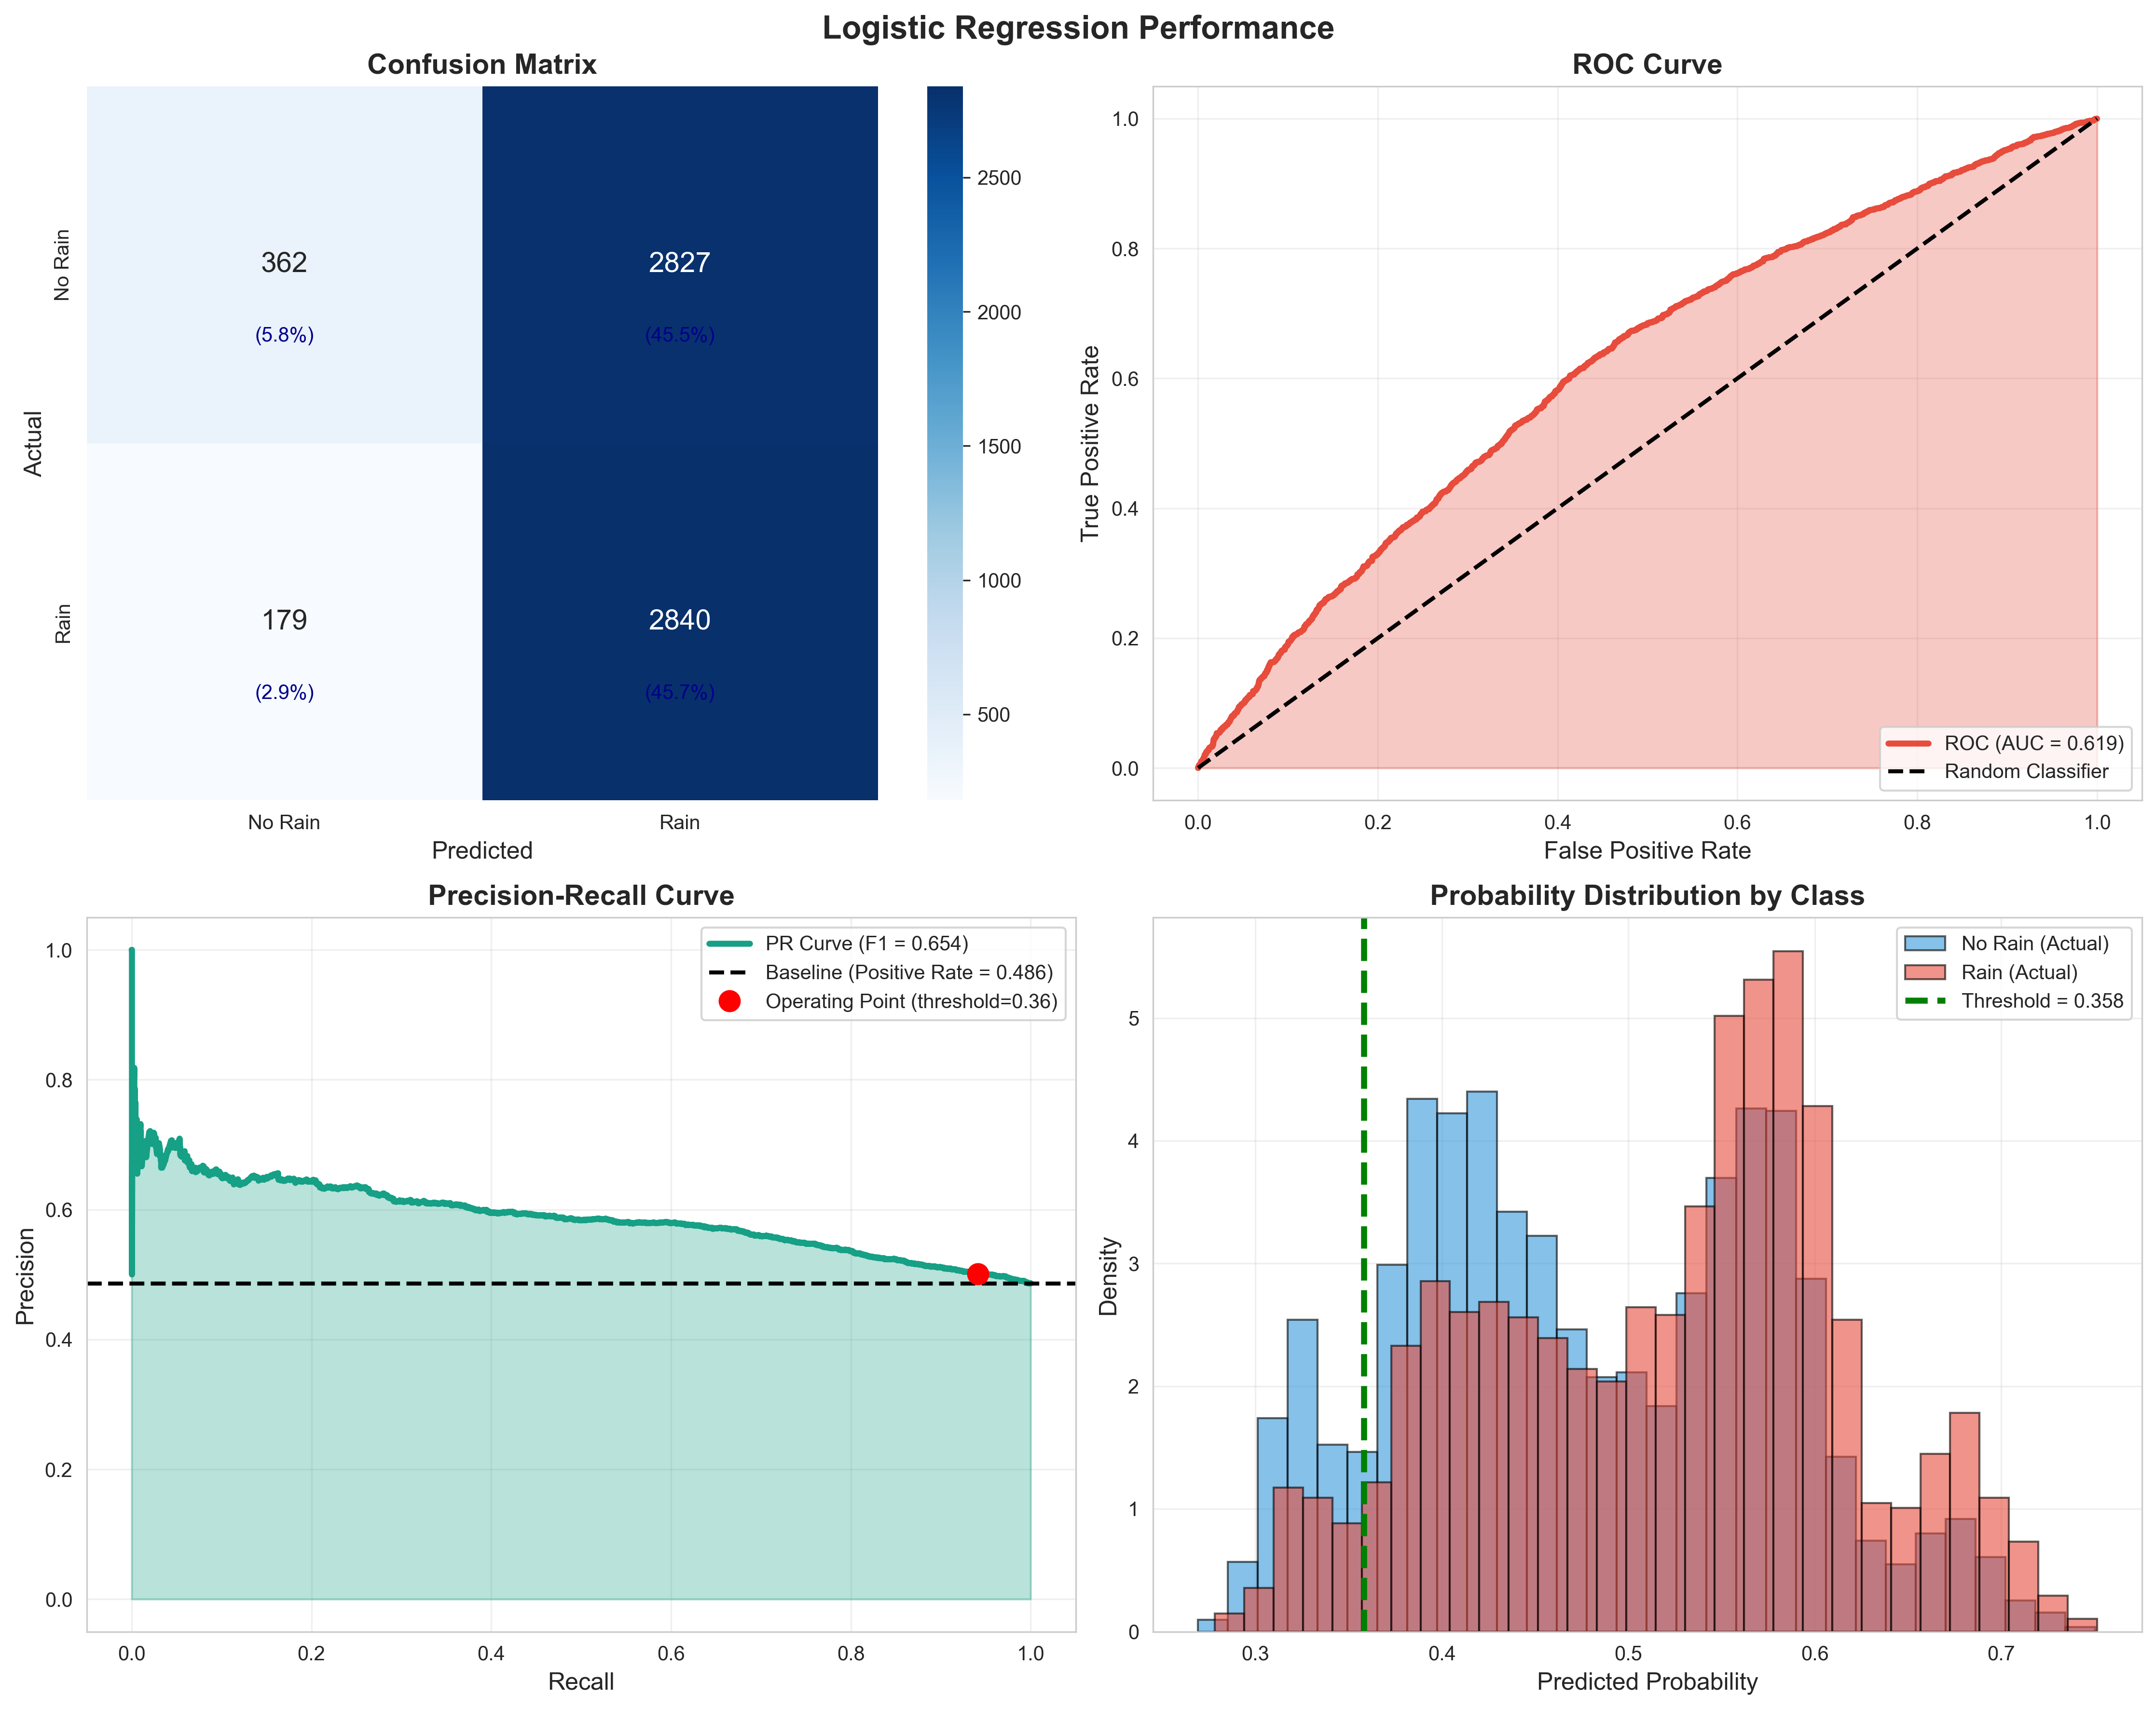 Logistic Regression Performance
Confusion Matrix
No Rain
Rain
Actual
362
(5.8%)
2827
(45.5%)
179
(2.9%)
2840
(45.7%)
No Rain
Rain
Predicted
2500
2000
1500
1000
500
ROC Curve
True Positive Rate
1.0
0.8
0.6
0.4
0.2
0.0
0.0
0.2
0.4
0.6
0.8
1.0
False Positive Rate
ROC (AUC = 0.619)
Random Classifier
Precision-Recall Curve
Precision
1.0
0.8
0.6
0.4
0.2
0.0
0.0
0.2
0.4
0.6
0.8
1.0
Recall
PR Curve (F1 = 0.654)
Baseline (Positive Rate = 0.486)
Operating Point (threshold=0.36)
Probability Distribution by Class
Density
5
4
3
2
1
0
0.3
0.4
0.5
0.6
0.7
Predicted Probability
No Rain (Actual)
Rain (Actual)
Threshold = 0.358